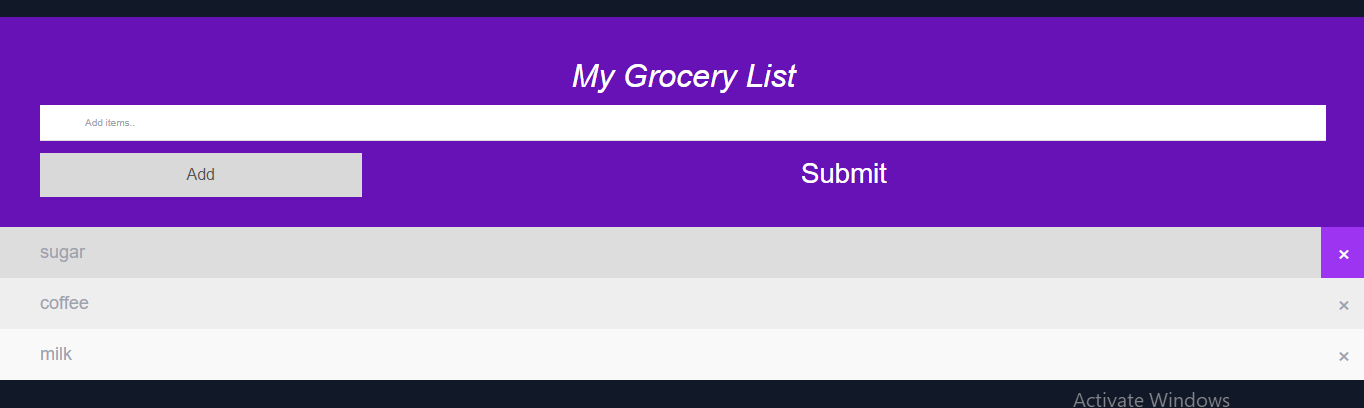 My Grocery List
Add items..
Add
Submit
sugar ×
coffee ×
milk ×
Activate Windows